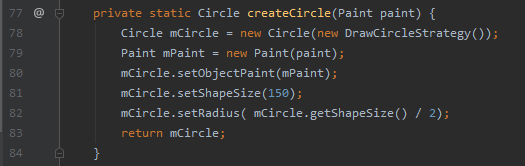 77 @ private static Circle createCircle(Paint paint) {
78 Circle mCircle = new Circle(new DrawCircleStrategy());
79 Paint mPaint = new Paint(paint);
80 mCircle.setObjectPaint(mPaint);
81 mCircle.setShapeSize(150);
82 mCircle.setRadius( mCircle.getShapeSize() / 2);
83 return mCircle;
84 }